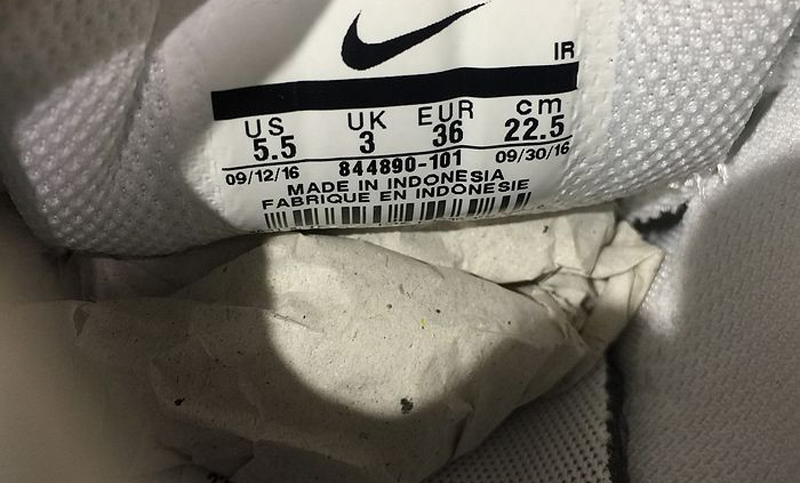 IR
US UK EUR cm
5.5 3 36 22.5
09/12/16 844890-101 09/30/16
MADE IN INDONESIA
FABRIQUE EN INDONESIE